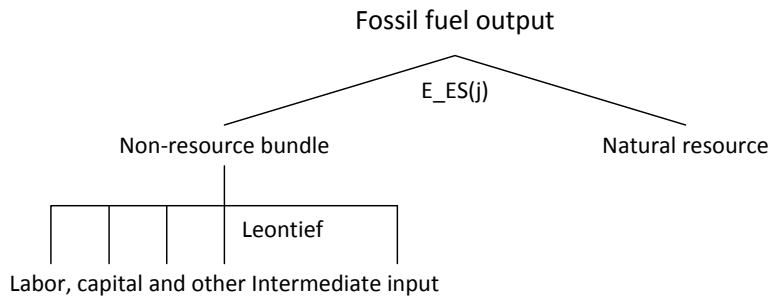 Fossil fuel output
E_ES(j)
Non-resource bundle
Natural resource
Leontief
Labor, capital and other Intermediate input